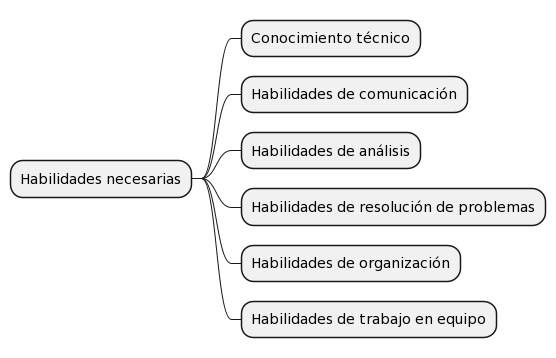 Conocimiento técnico
Habilidades de comunicación
Habilidades de análisis
Habilidades necesarias
Habilidades de resolución de problemas
Habilidades de organización
Habilidades de trabajo en equipo